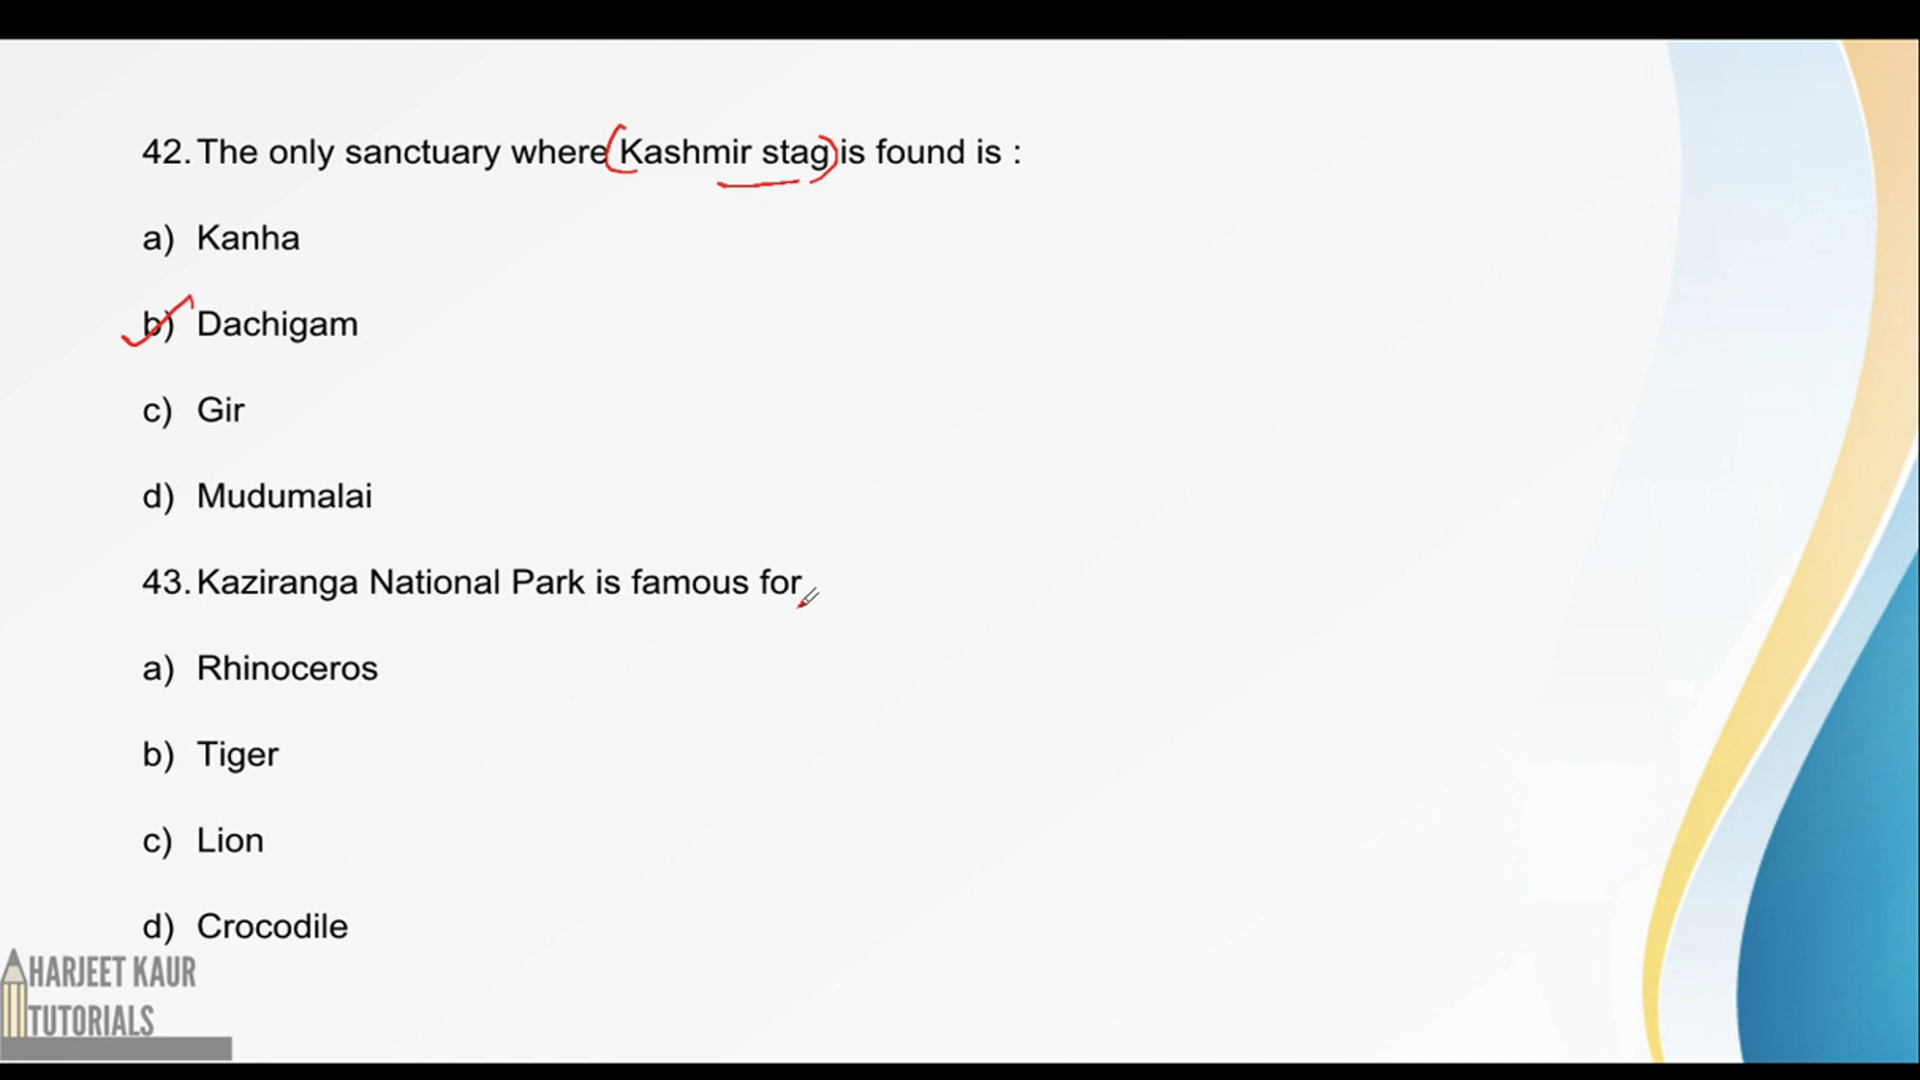 42. The only sanctuary where Kashmir stag is found is :
a) Kanha
b) Dachigam
c) Gir
d) Mudumalai
43. Kaziranga National Park is famous for
a) Rhinoceros
b) Tiger
c) Lion
d) Crocodile
HARJEET KAUR
TUTORIALS